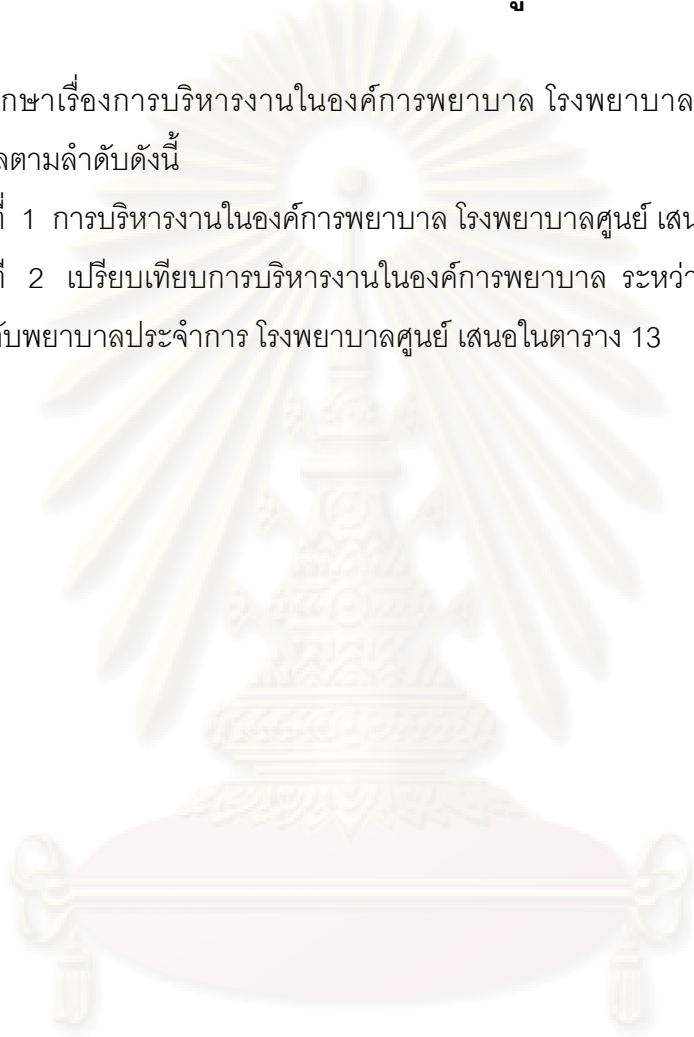 กษาเรื่องการบริหารงานในองค์การพยาบาล โรงพยาบาล
ลตามลำดับดังนี้
ที่ 1 การบริหารงานในองค์การพยาบาล โรงพยาบาลศูนย์ เสน
ที่ 2 เปรียบเทียบการบริหารงานในองค์การพยาบาล ระหว่า
ับพยาบาลประจำการ โรงพยาบาลศูนย์ เสนอในตาราง 13